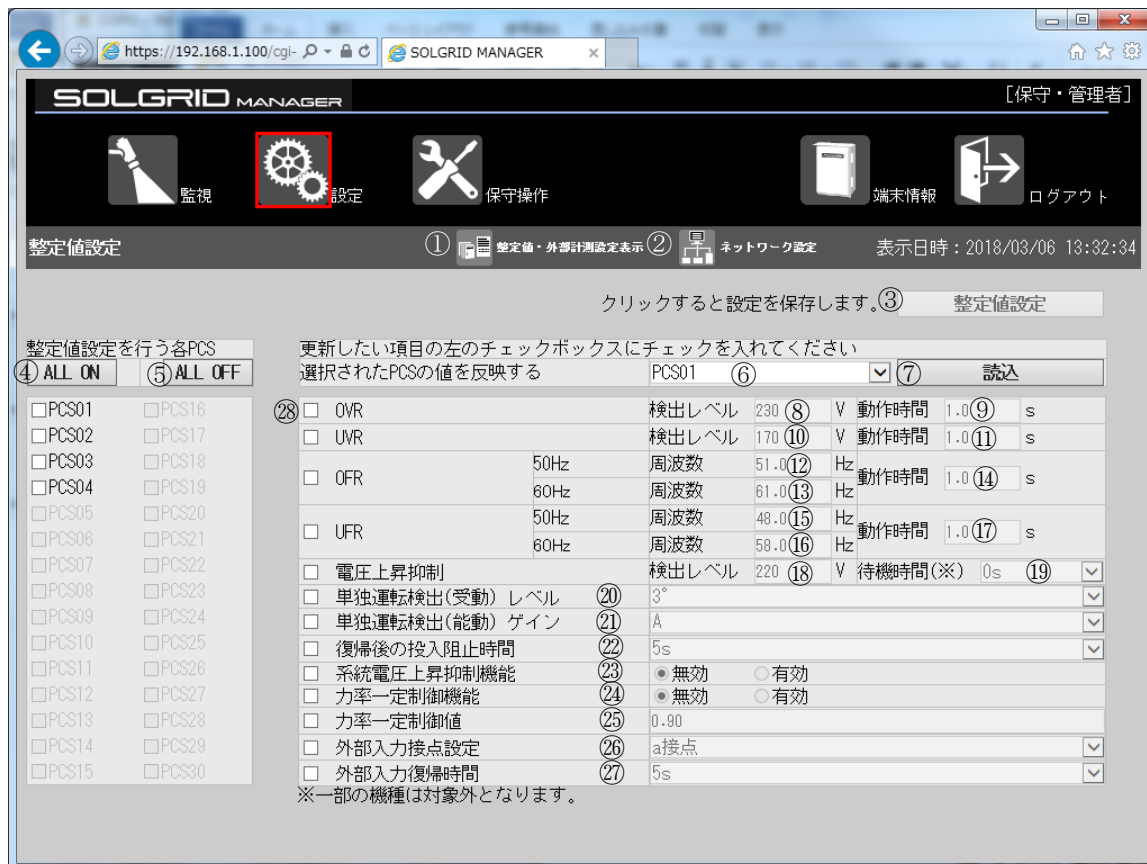 https://192.168.1.100/cgi-
SOLGRID MANAGER
SOLGRID MANAGER
[保守・管理者]
監視
設定
保守操作
端末情報
ログアウト
整定値設定
① 整定値・外部計測設定表示
② ネットワーク設定
表示日時:2018/03/06 13:32:34
クリックすると設定を保存します。③ 整定値設定
整定値設定を行う各PCS
④ ALL ON ⑤ ALL OFF
PCS01 PCS16
PCS02 PCS17
PCS03 PCS18
PCS04 PCS19
PCS05 PCS20
PCS06 PCS21
PCS07 PCS22
PCS08 PCS23
PCS09 PCS24
PCS10 PCS25
PCS11 PCS26
PCS12 PCS27
PCS13 PCS28
PCS14 PCS29
PCS15 PCS30
更新したい項目の左のチェックボックスにチェックを入れてください
選択されたPCSの値を反映する PCS01 ⑥ ⑦ 読込
㉘ OVR 検出レベル 230 ⑧ V 動作時間 1.0 ⑨ s
UVR 検出レベル 170 ⑩ V 動作時間 1.0 ⑪ s
OFR 50Hz 周波数 51.0 ⑫ Hz 動作時間 1.0 ⑭ s
60Hz 周波数 61.0 ⑬ Hz
UFR 50Hz 周波数 48.0 ⑮ Hz 動作時間 1.0 ⑰ s
60Hz 周波数 58.0 ⑯ Hz
電圧上昇抑制 検出レベル 220 ⑱ V 待機時間(※) 0s ⑲
単独運転検出(受動) レベル ⑳ 3°
単独運転検出(能動) ゲイン ㉑ A
復帰後の投入阻止時間 ㉒ 5s
系統電圧上昇抑制機能 ㉓ 無効 有効
力率一定制御機能 ㉔ 無効 有効
力率一定制御値 ㉕ 0.90
外部入力接点設定 ㉖ a接点
外部入力復帰時間 ㉗ 5s
※一部の機種は対象外となります。